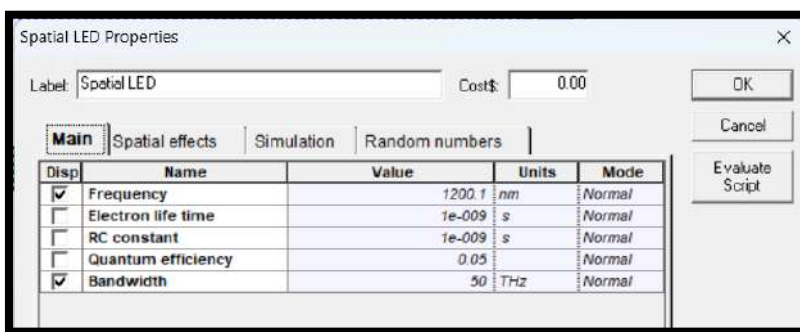 Spatial LED Properties
Label: Spatial LED Cost$: 0.00 OK
Cancel
Evaluate Script
Main Spatial effects Simulation Random numbers
Disp Name Value Units Mode
Frequency 1200.1 nm Normal
Electron life time 1e-009 s Normal
RC constant 1e-009 s Normal
Quantum efficiency 0.05 Normal
Bandwidth 50 THz Normal